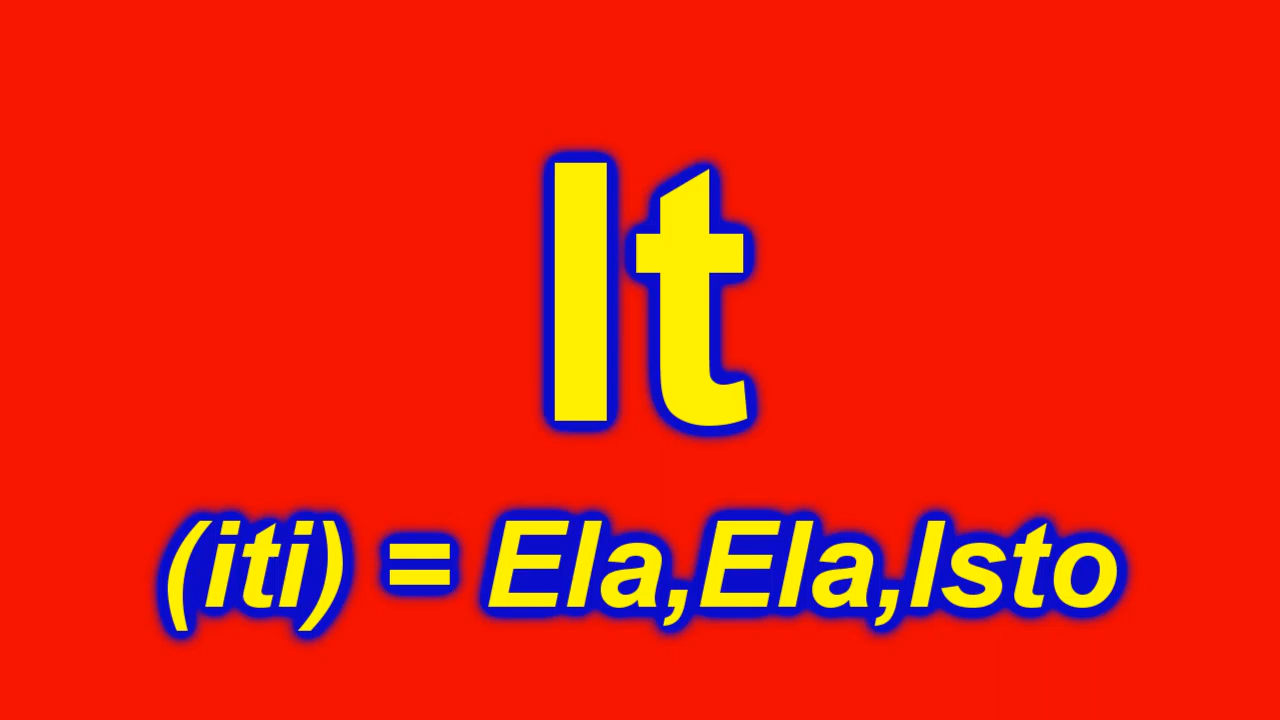 It
(iti) = Ela,Ela,Isto